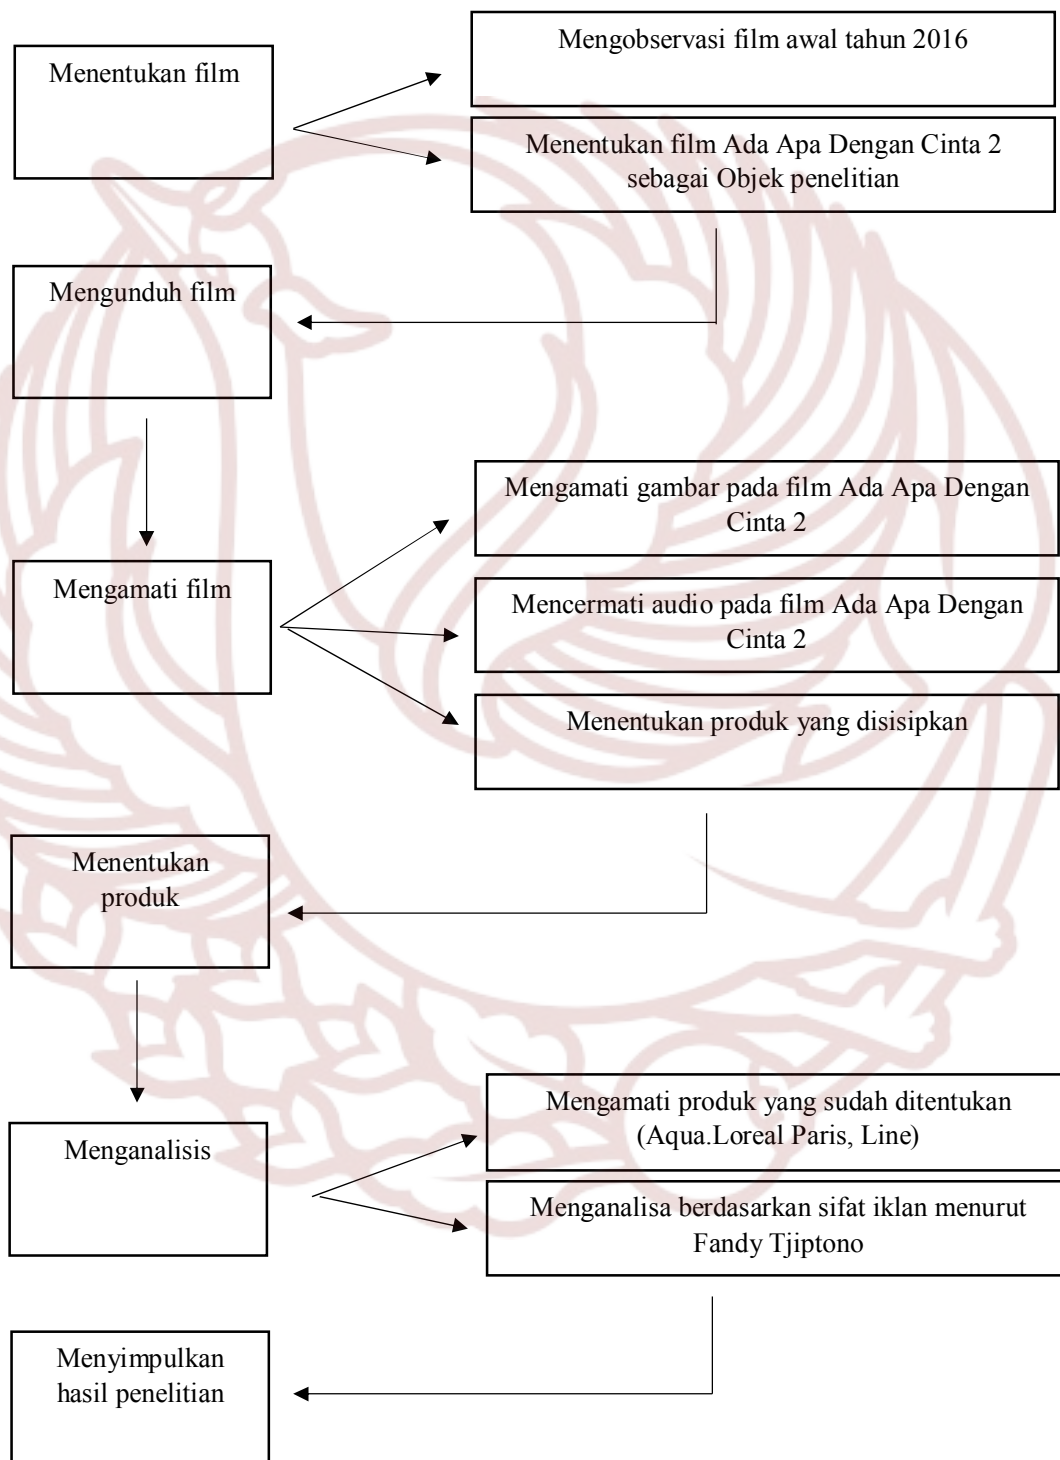 Menentukan film
Mengobservasi film awal tahun 2016
Menentukan film Ada Apa Dengan Cinta 2
sebagai Objek penelitian
Mengunduh film
Mengamati film
Mengamati gambar pada film Ada Apa Dengan
Cinta 2
Mencermati audio pada film Ada Apa Dengan
Cinta 2
Menentukan produk yang disisipkan
Menentukan
produk
Menganalisis
Mengamati produk yang sudah ditentukan
(Aqua.Loreal Paris, Line)
Menganalisa berdasarkan sifat iklan menurut
Fandy Tjiptono
Menyimpulkan
hasil penelitian